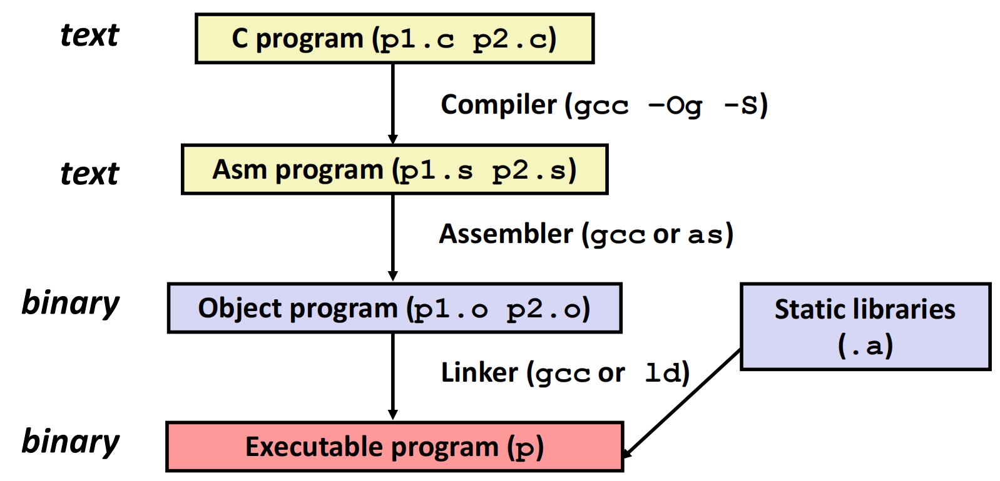 text
C program (p1.c p2.c)
Compiler (gcc –Og -S)
text
Asm program (p1.s p2.s)
Assembler (gcc or as)
binary
Object program (p1.o p2.o)
Static libraries
(.a)
Linker (gcc or ld)
binary
Executable program (p)